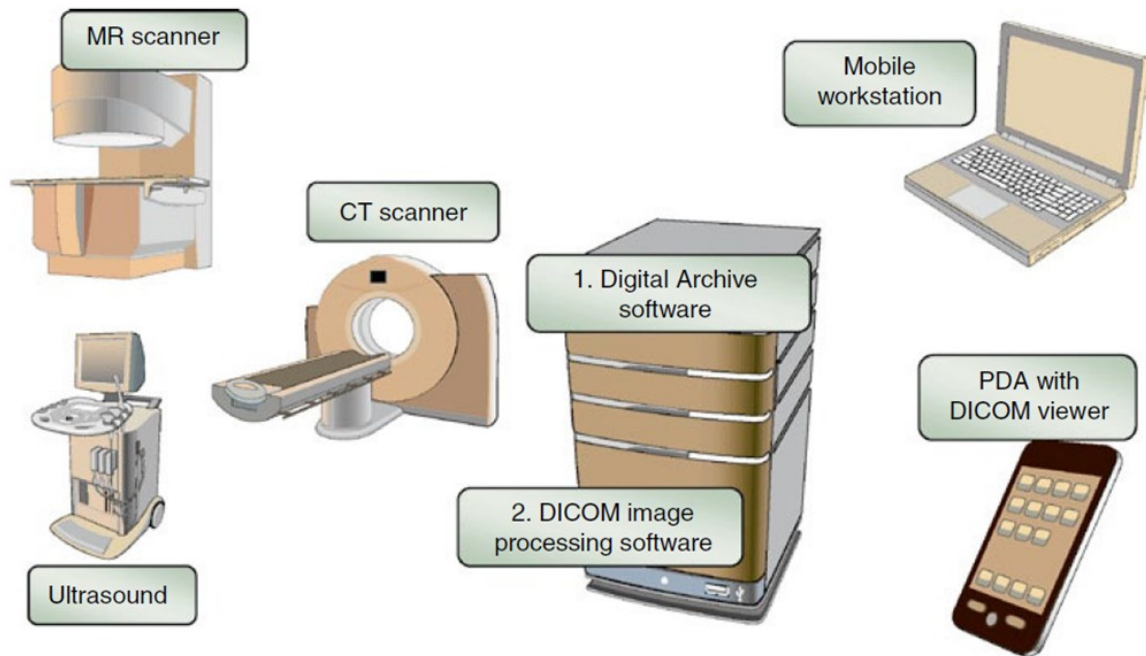 MR scanner
Mobile
workstation
CT scanner
1. Digital Archive
software
PDA with
DICOM viewer
2. DICOM image
processing software
Ultrasound